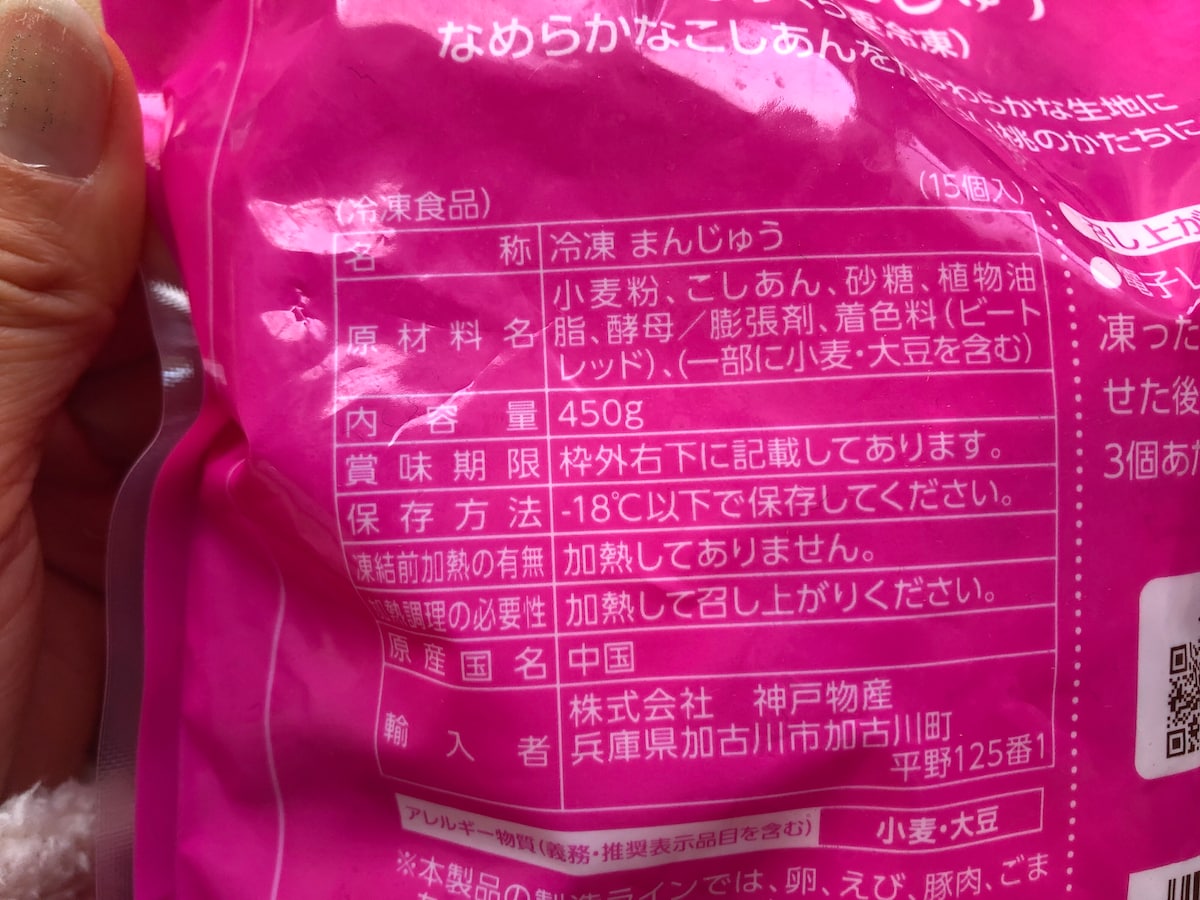 なめらかなこしあんを
やわらかな生地に
桃のかたちに
(冷凍食品)
(15個入)
名称 冷凍 まんじゅう
原材料名 小麦粉、こしあん、砂糖、植物油
脂、酵母／膨張剤、着色料(ビート
レッド)、(一部に小麦・大豆を含む)
内容量 450g
賞味期限 枠外右下に記載してあります。
保存方法 -18℃以下で保存してください。
凍結前加熱の有無 加熱してありません。
加熱調理の必要性 加熱して召し上がりください。
原産国名 中国
輸入者 株式会社 神戸物産
兵庫県加古川市加古川町
平野125番1
アレルギー物質(義務・推奨表示品目を含む) 小麦・大豆
※本製品の製造ラインでは、卵、えび、豚肉、ごま
召し上が
電子レ
凍った
せた後
3個あた